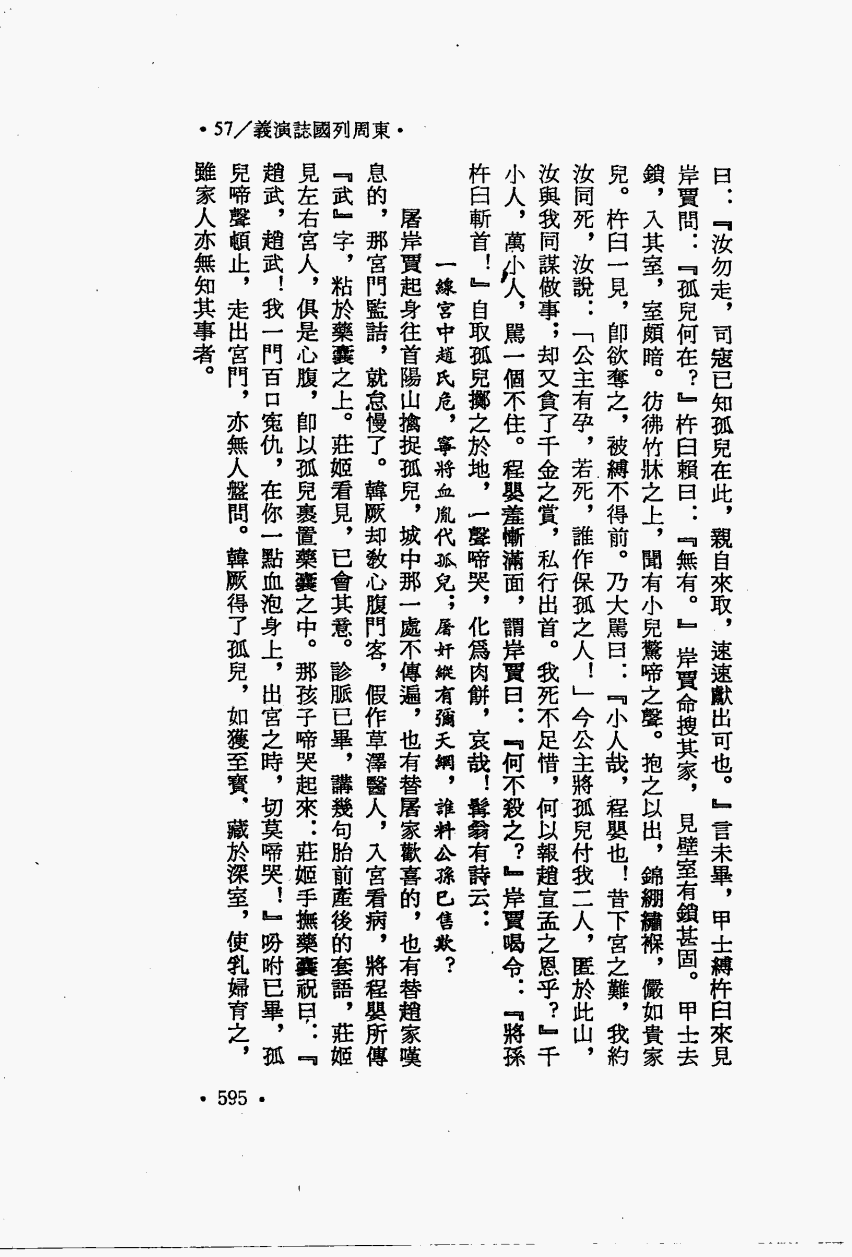 ·東周列國誌演義/57·
曰：『汝勿走，司寇已知孤兒在此，親自來取，速速獻出可也。』言未畢，甲士縛杵臼來見
岸賈問：『孤兒何在？』杵臼賴曰：『無有。』岸賈命搜其家，見壁室有鎖甚固。甲士去
鎖，入其室，室頗暗。彷彿竹牀之上，聞有小兒驚啼之聲。抱之以出，錦綳繡褓，儼如貴家
兒。杵臼一見，卽欲奪之，被縛不得前。乃大罵曰：『小人哉，程嬰也！昔下宮之難，我約
汝同死，汝說：「公主有孕，若死，誰作保孤之人！」今公主將孤兒付我二人，匿於此山，
汝與我同謀做事；却又貪了千金之賞，私行出首。我死不足惜，何以報趙宣孟之恩乎？』千
小人，萬小人，罵一個不住。程嬰羞慚滿面，謂岸賈曰：『何不殺之？』岸賈喝令：『將孫
杵臼斬首！』自取孤兒擲之於地，一聲啼哭，化爲肉餅，哀哉！髯翁有詩云：
一線宮中趙氏危，寧將血胤代孤兒；屠奸縱有彌天網，誰料公孫已售欺？
屠岸賈起身往首陽山擒捉孤兒，城中那一處不傳遍，也有替屠家歡喜的，也有替趙家嘆
息的，那宮門監詰，就怠慢了。韓厥却敎心腹門客，假作草澤醫人，入宮看病，將程嬰所傳
『武』字，粘於藥囊之上。莊姬看見，已會其意。診脈已畢，講幾句胎前產後的套語，莊姬
見左右宮人，俱是心腹，卽以孤兒裹置藥囊之中。那孩子啼哭起來：莊姬手撫藥囊祝曰：『
趙武，趙武！我一門百口寃仇，在你一點血泡身上，出宮之時，切莫啼哭！』吩咐已畢，孤
兒啼聲頓止，走出宮門，亦無人盤問。韓厥得了孤兒，如獲至寶，藏於深室，使乳婦育之，
雖家人亦無知其事者。
·595·